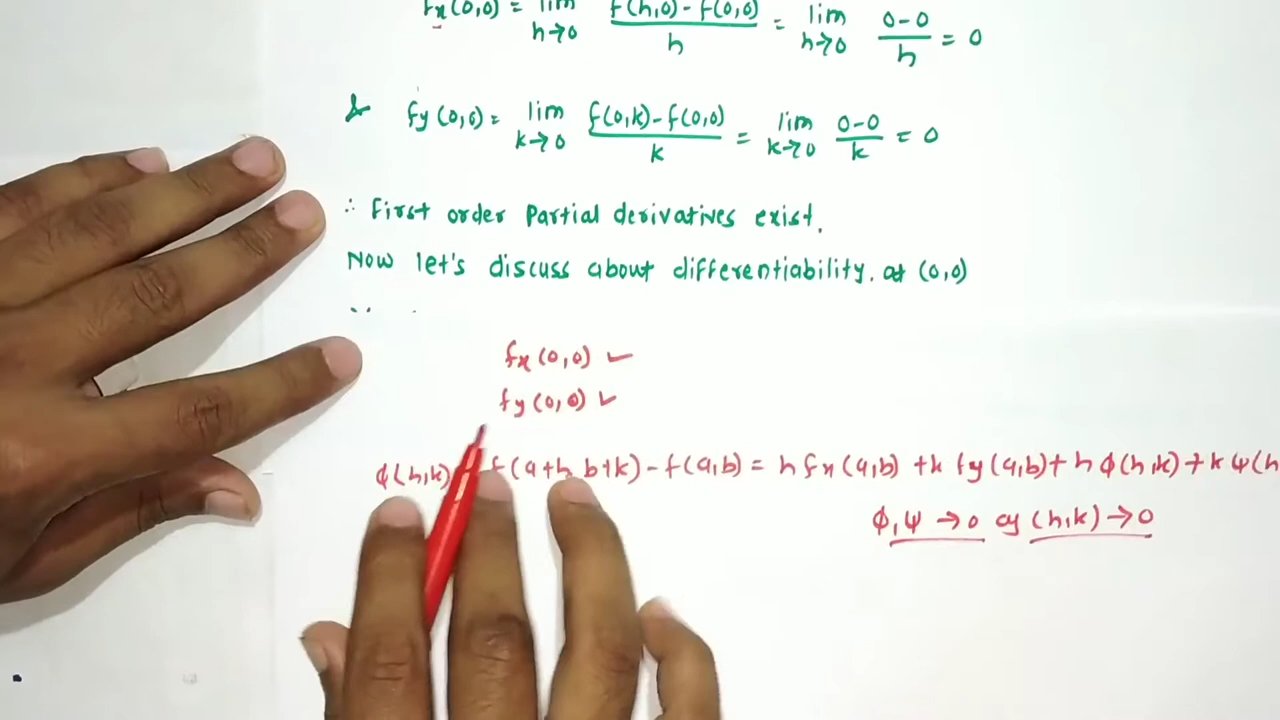 fx(0,0) = lim h→0 f(h,0)-f(0,0) / h = lim h→0 0-0 / h = 0
& fy(0,0) = lim k→0 f(0,k)-f(0,0) / k = lim k→0 0-0 / k = 0
∴ First order Partial derivatives exist.
Now let's discuss about differentiability. at (0,0)
fx(0,0) ✓
fy(0,0) ✓
ϕ(h,k) f(a+h, b+k) - f(a,b) = h fx(a,b) + k fy(a,b) + h ϕ(h,k) + k ψ(h
ϕ,ψ → 0 as (h,k) → 0